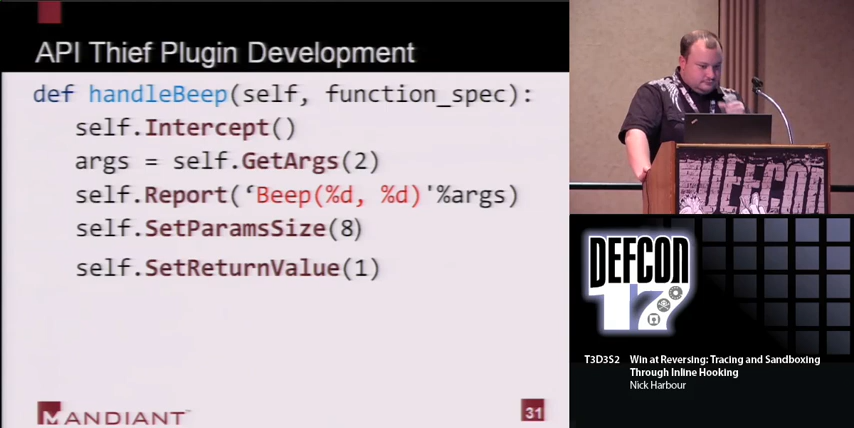 API Thief Plugin Development
def handleBeep(self, function_spec):
self.Intercept()
args = self.GetArgs(2)
self.Report(‘Beep(%d, %d)'%args)
self.SetParamsSize(8)
self.SetReturnValue(1)
MANDIANT
31
DEFCON
DEFCON
17
T3D3S2 Win at Reversing: Tracing and Sandboxing
Through Inline Hooking
Nick Harbour